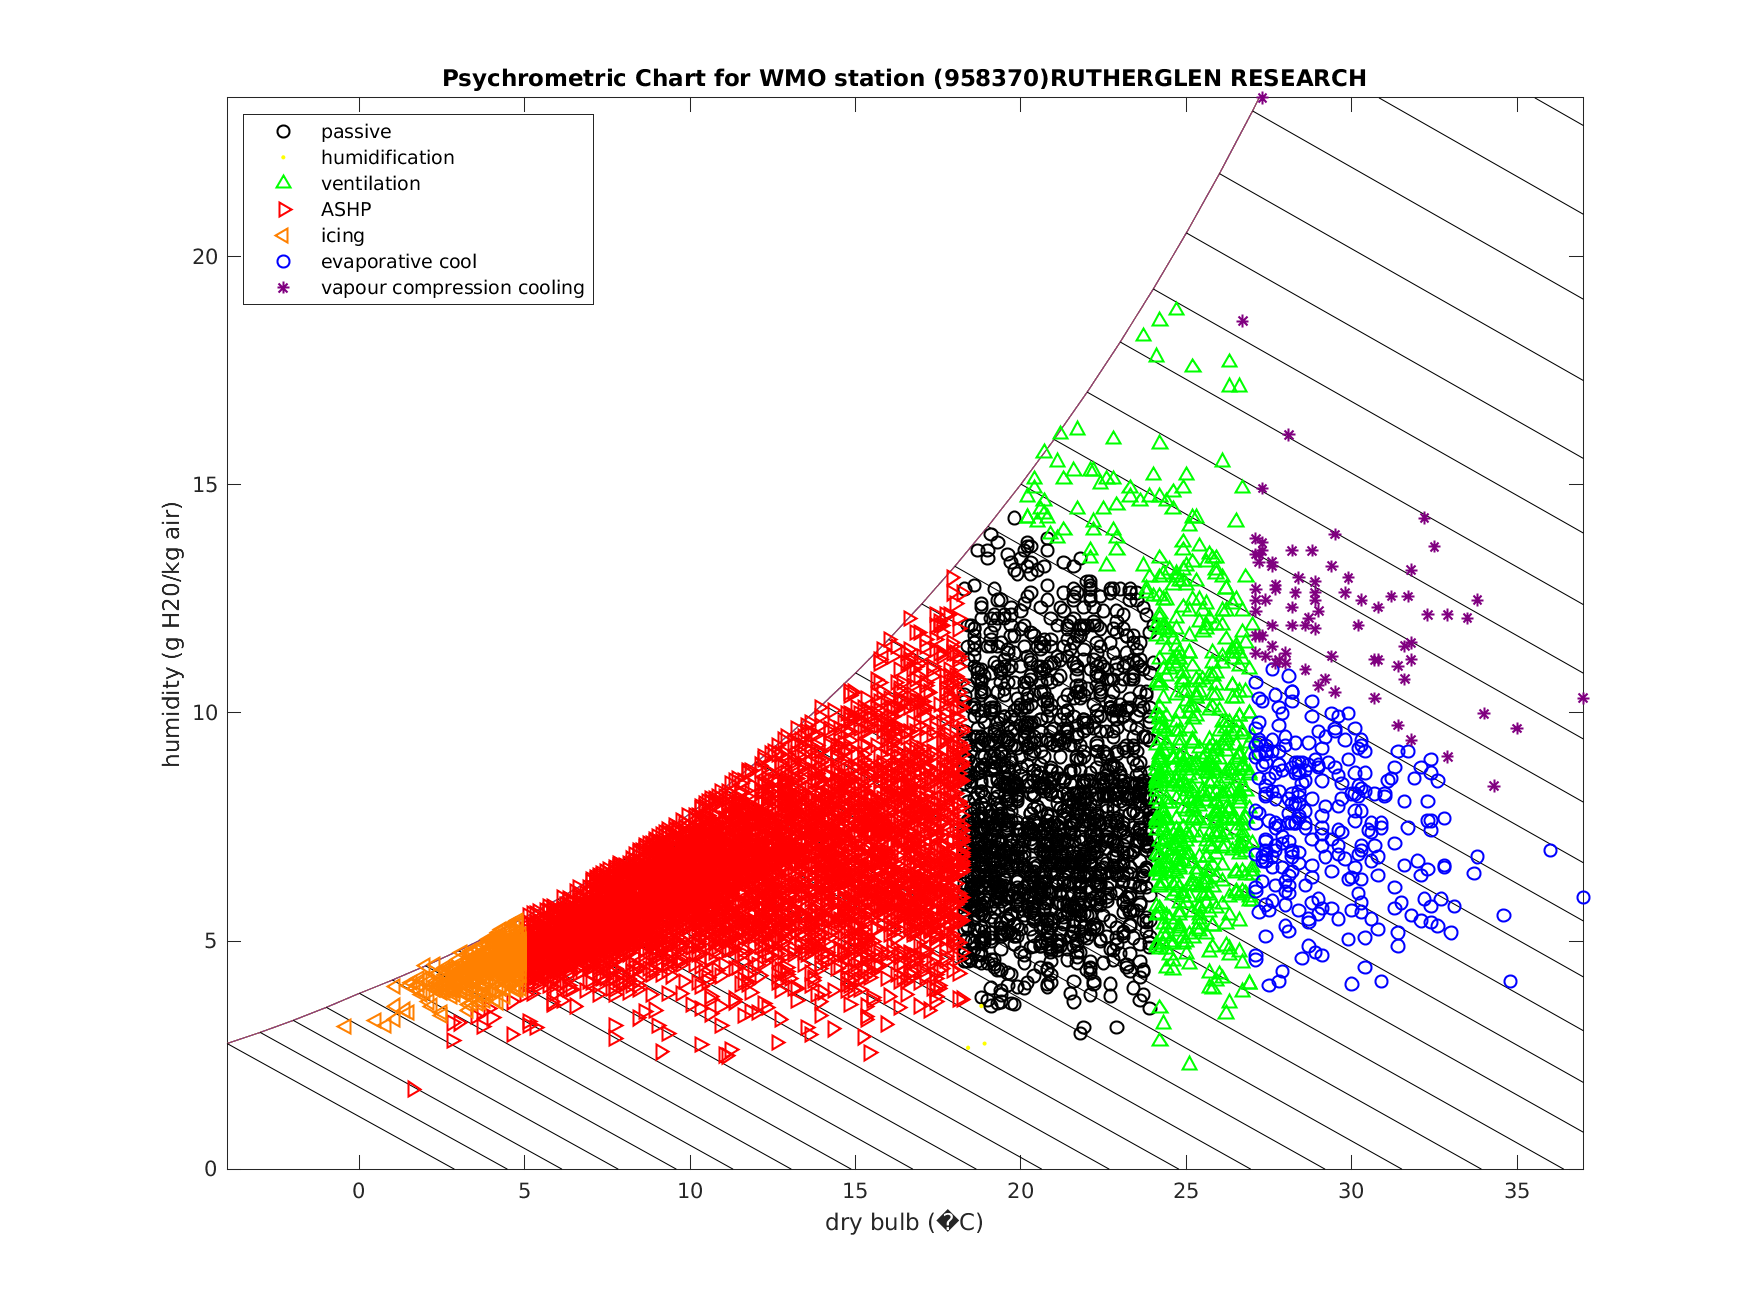 Psychrometric Chart for WMO station (958370)RUTHERGLEN RESEARCH
passive
humidification
ventilation
ASHP
icing
evaporative cool
vapour compression cooling
20
15
10
5
0
humidity (g H20/kg air)
0 5 10 15 20 25 30 35
dry bulb (�C)